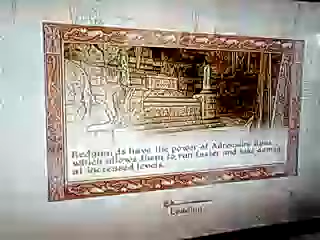 Redguards have the power of Adrenaline Rush
which allows them to run faster and take damage
at increased levels.
Loading